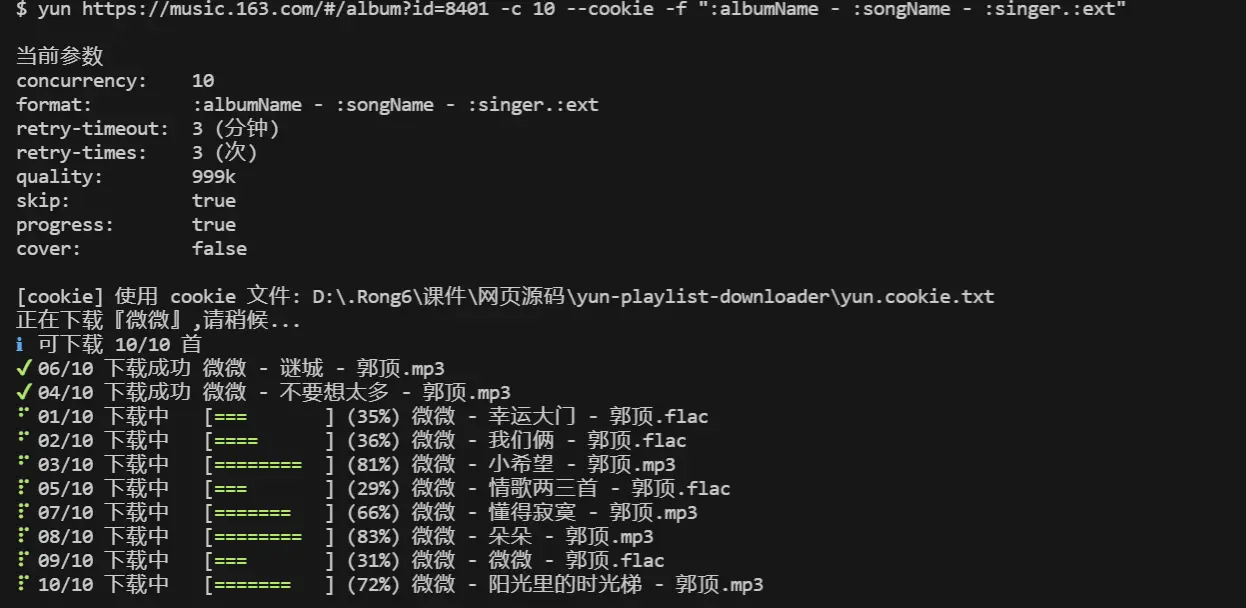 $ yun https://music.163.com/#/album?id=8401 -c 10 --cookie -f ":albumName - :songName - :singer.:ext"
当前参数
concurrency:    10
format:         :albumName - :songName - :singer.:ext
retry-timeout:  3 (分钟)
retry-times:    3 (次)
quality:        999k
skip:           true
progress:       true
cover:          false
[cookie] 使用 cookie 文件: D:\.Rong6\课件\网页源码\yun-playlist-downloader\yun.cookie.txt
正在下载『微微』,请稍候...
ℹ 可下载 10/10 首
✔ 06/10 下载成功 微微 - 谜城 - 郭顶.mp3
✔ 04/10 下载成功 微微 - 不要想太多 - 郭顶.mp3
⠋ 01/10 下载中   [===       ] (35%) 微微 - 幸运大门 - 郭顶.flac
⠋ 02/10 下载中   [====      ] (36%) 微微 - 我们俩 - 郭顶.flac
⠋ 03/10 下载中   [========  ] (81%) 微微 - 小希望 - 郭顶.mp3
⠏ 05/10 下载中   [===       ] (29%) 微微 - 情歌两三首 - 郭顶.flac
⠏ 07/10 下载中   [=======   ] (66%) 微微 - 懂得寂寞 - 郭顶.mp3
⠏ 08/10 下载中   [========  ] (83%) 微微 - 朵朵 - 郭顶.mp3
⠏ 09/10 下载中   [===       ] (31%) 微微 - 微微 - 郭顶.flac
⠏ 10/10 下载中   [=======   ] (72%) 微微 - 阳光里的时光梯 - 郭顶.mp3